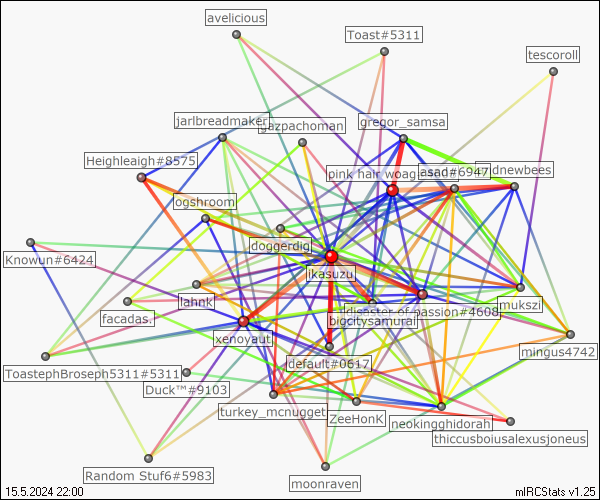 avelicious
Toast#5311
tescoroll
jarlbreadmaker
gazpachoman
gregor_samsa
Heighleaigh#8575
pink hair woag
asad#6947
dnewbees
ogshroom
doggerdig
Knowun#6424
ikasuzu
lahnk
mukszi
facadas.
disaster of passion#4608
bigcitysamurai
xenoyaut
default#0617
mingus4742
ToastephBroseph5311#5311
Duck™#9103
turkey_mcnugget
ZeeHonK
neokingghidorah
thiccusboiusalexusjoneus
Random Stuf6#5983
moonraven
15.5.2024 22:00
mIRCStats v1.25